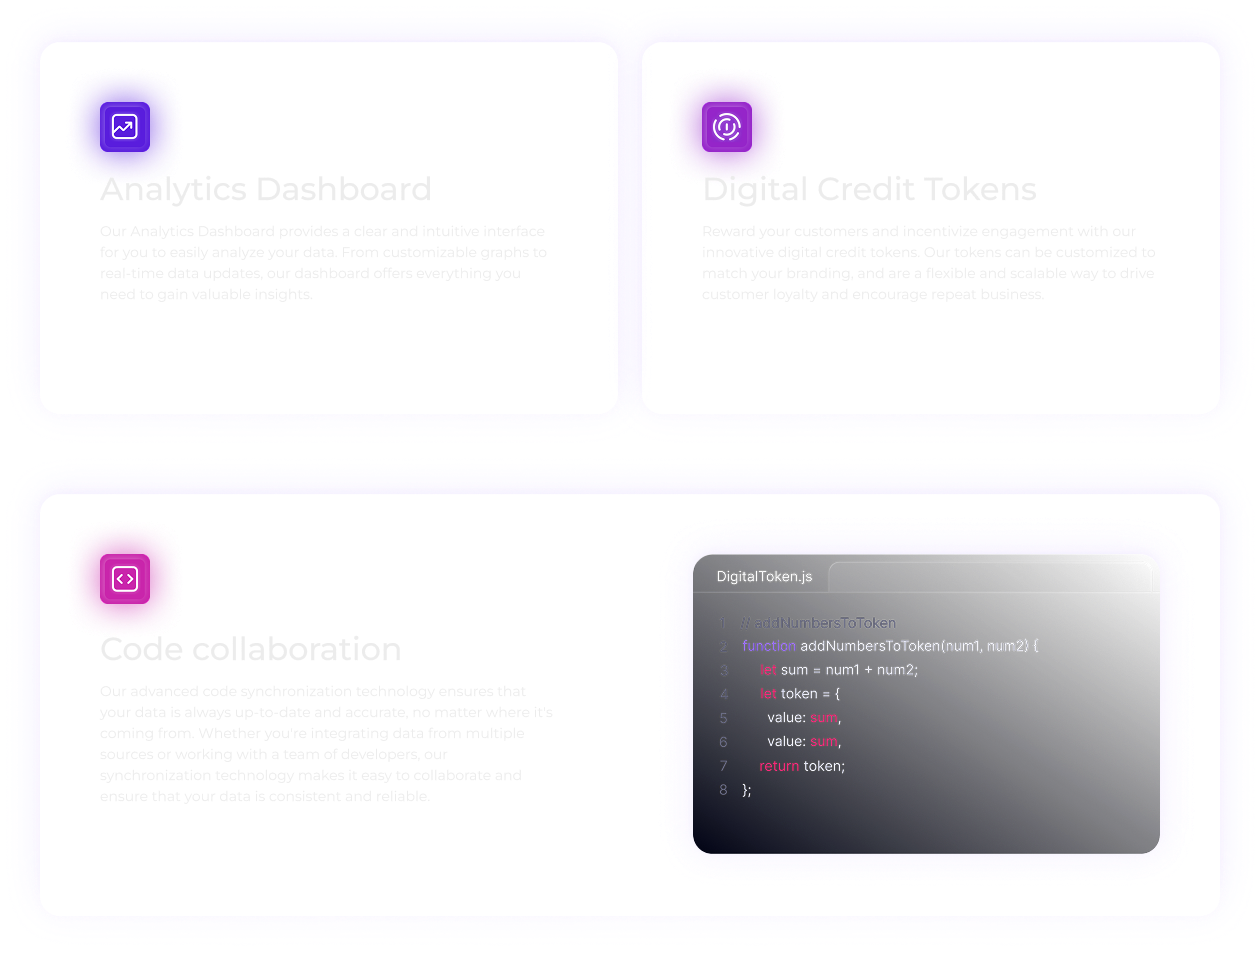 Analytics Dashboard
Our Analytics Dashboard provides a clear and intuitive interface
for you to easily analyze your data. From customizable graphs to
real-time data updates, our dashboard offers everything you
need to gain valuable insights.
Digital Credit Tokens
Reward your customers and incentivize engagement with our
innovative digital credit tokens. Our tokens can be customized to
match your branding, and are a flexible and scalable way to drive
customer loyalty and encourage repeat business.
Code collaboration
Our advanced code synchronization technology ensures that
your data is always up-to-date and accurate, no matter where it's
coming from. Whether you're integrating data from multiple
sources or working with a team of developers, our
synchronization technology makes it easy to collaborate and
ensure that your data is consistent and reliable.
DigitalToken.js
1 // addNumbersToToken
2 function addNumbersToToken(num1, num2) {
3 let sum = num1 + num2;
4 let token = {
5 value: sum,
6 value: sum,
7 return token;
8 };